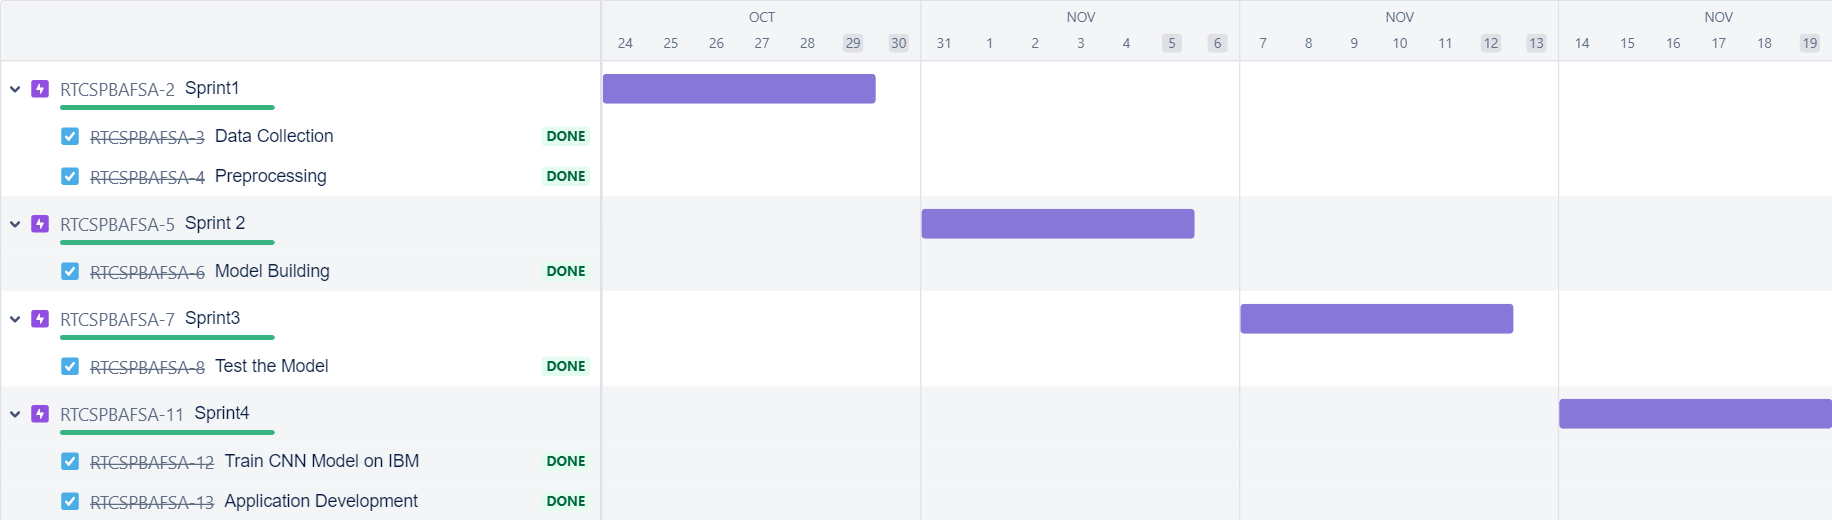 OCT NOV NOV NOV
24 25 26 27 28 29 30 31 1 2 3 4 5 6 7 8 9 10 11 12 13 14 15 16 17 18 19
RTCSPBAFSA-2 Sprint1
RTCSPBAFSA-3 Data Collection DONE
RTCSPBAFSA-4 Preprocessing DONE
RTCSPBAFSA-5 Sprint 2
RTCSPBAFSA-6 Model Building DONE
RTCSPBAFSA-7 Sprint3
RTCSPBAFSA-8 Test the Model DONE
RTCSPBAFSA-11 Sprint4
RTCSPBAFSA-12 Train CNN Model on IBM DONE
RTCSPBAFSA-13 Application Development DONE